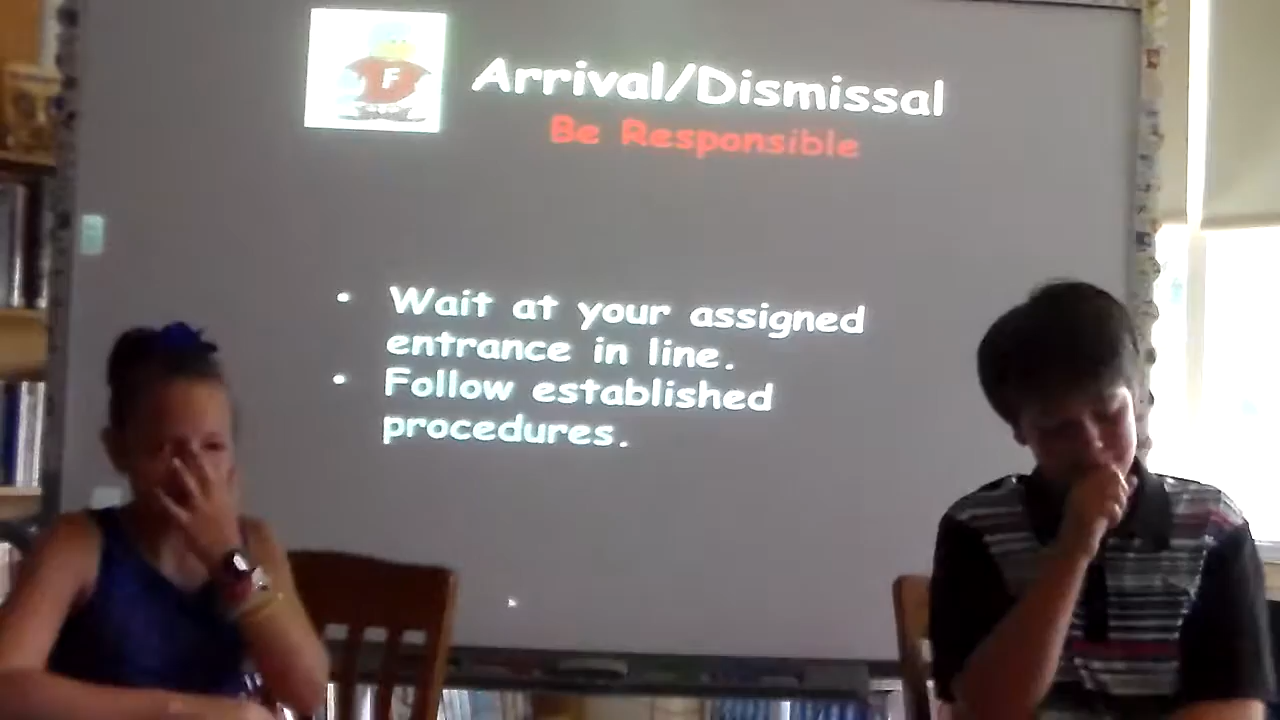 F
Arrival/Dismissal
Be Responsible
• Wait at your assigned
entrance in line.
• Follow established
procedures.